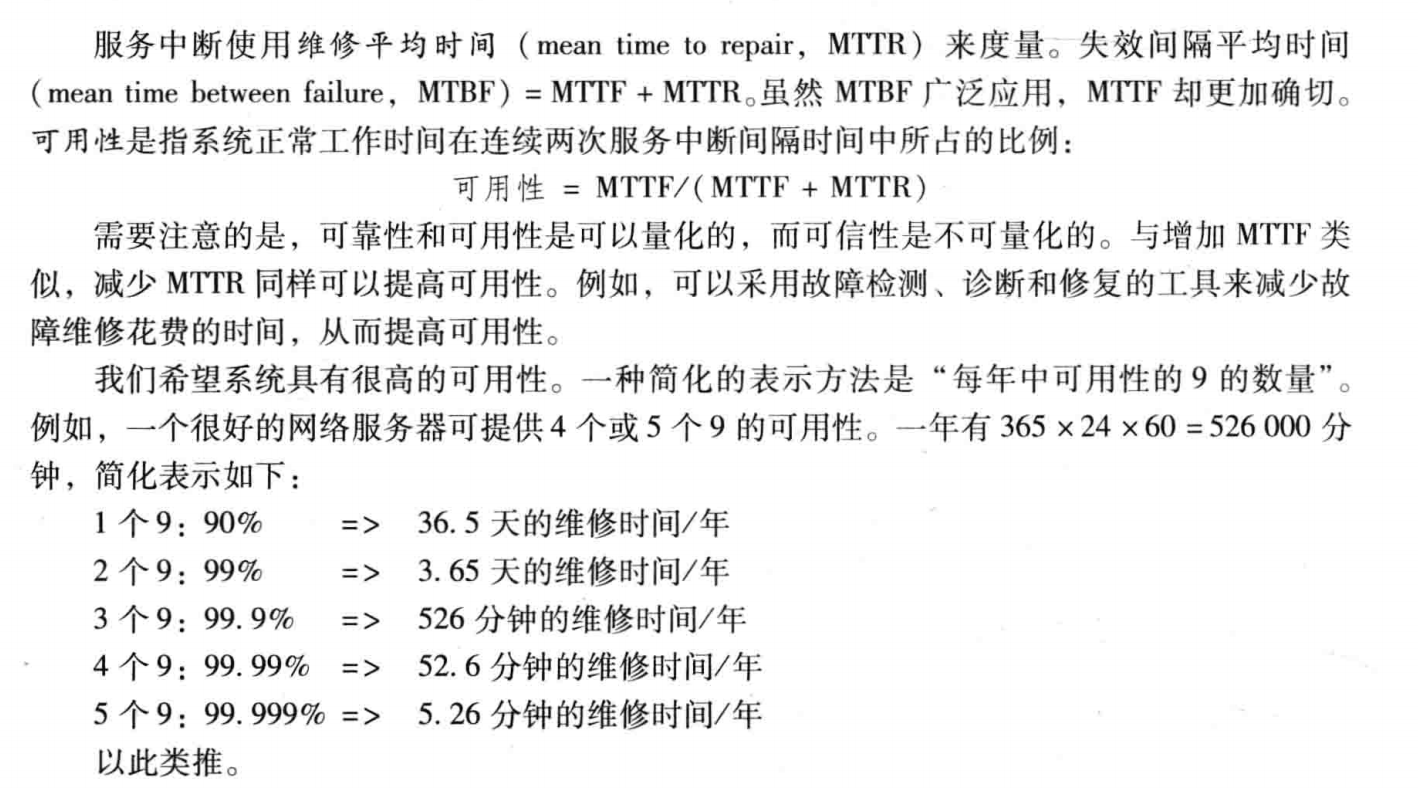 服务中断使用维修平均时间（mean time to repair，MTTR）来度量。失效间隔平均时间
（mean time between failure，MTBF）= MTTF + MTTR。虽然 MTBF 广泛应用，MTTF 却更加确切。
可用性是指系统正常工作时间在连续两次服务中断间隔时间中所占的比例：
可用性 = MTTF/（MTTF + MTTR）
需要注意的是，可靠性和可用性是可以量化的，而可信性是不可量化的。与增加 MTTF 类
似，减少 MTTR 同样可以提高可用性。例如，可以采用故障检测、诊断和修复的工具来减少故
障维修花费的时间，从而提高可用性。
我们希望系统具有很高的可用性。一种简化的表示方法是“每年中可用性的 9 的数量”。
例如，一个很好的网络服务器可提供 4 个或 5 个 9 的可用性。一年有 365 × 24 × 60 = 526 000 分
钟，简化表示如下：
1 个 9：90% => 36.5 天的维修时间/年
2 个 9：99% => 3.65 天的维修时间/年
3 个 9：99.9% => 526 分钟的维修时间/年
4 个 9：99.99% => 52.6 分钟的维修时间/年
5 个 9：99.999% => 5.26 分钟的维修时间/年
以此类推。